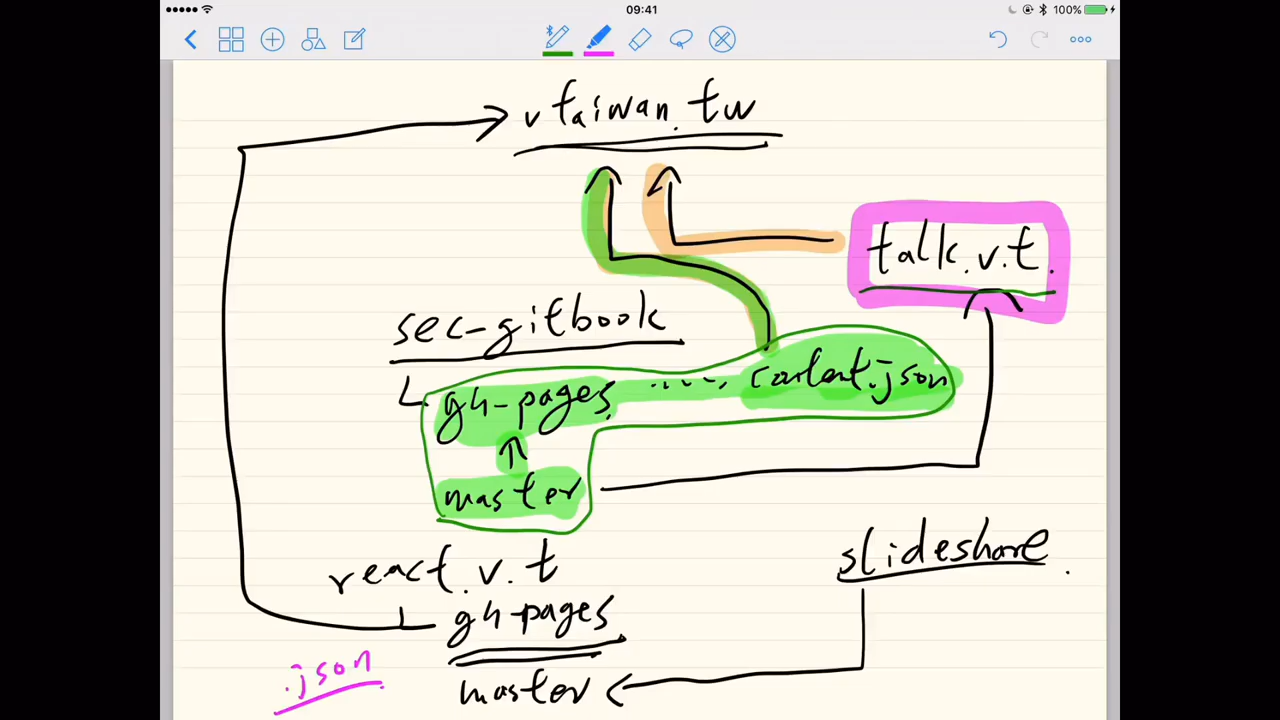 09:41
100%
vtaiwan.tw
talk.v.t.
sec-gitbook
gh-pages ..... content.json
master
slideshare.
react.v.t
gh-pages
.json
master